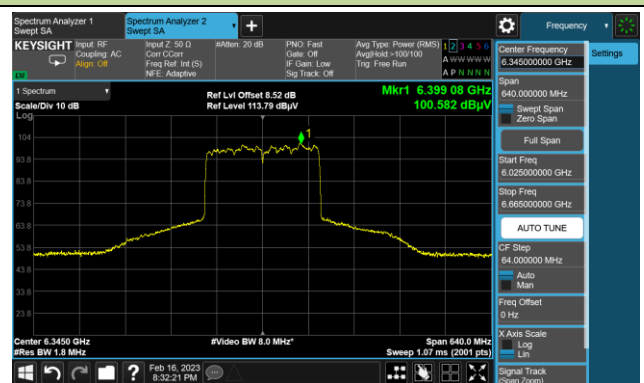 Spectrum Analyzer 1
Swept SA
Spectrum Analyzer 2
Swept SA
+
Frequency
KEYSIGHT
Input: RF
Coupling: AC
Align: Off
Input Z: 50 Ω
Corr CCorr
Freq Ref: Int (S)
NFE: Adaptive
#Atten: 20 dB
PNO: Fast
Gate: Off
IF Gain: Low
Sig Track: Off
Avg Type: Power (RMS)
Avg|Hold:>100/100
Trig: Free Run
1 2 3 4 5 6
A W W W W W
A P N N N N
LV
1 Spectrum
Scale/Div 10 dB
Log
Ref Lvl Offset 8.52 dB
Ref Level 113.79 dBµV
Mkr1 6.399 08 GHz
100.582 dBµV
1
104
93.8
83.8
73.8
63.8
53.8
43.8
33.8
23.8
Center 6.3450 GHz
#Res BW 1.8 MHz
#Video BW 8.0 MHz*
Span 640.0 MHz
Sweep 1.07 ms (2001 pts)
Center Frequency
6.345000000 GHz
Settings
Span
640.000000 MHz
Swept Span
Zero Span
Full Span
Start Freq
6.025000000 GHz
Stop Freq
6.665000000 GHz
AUTO TUNE
CF Step
64.000000 MHz
Auto
Man
Freq Offset
0 Hz
X Axis Scale
Log
Lin
Signal Track
(Span Zoom)
?
Feb 16, 2023
8:32:21 PM